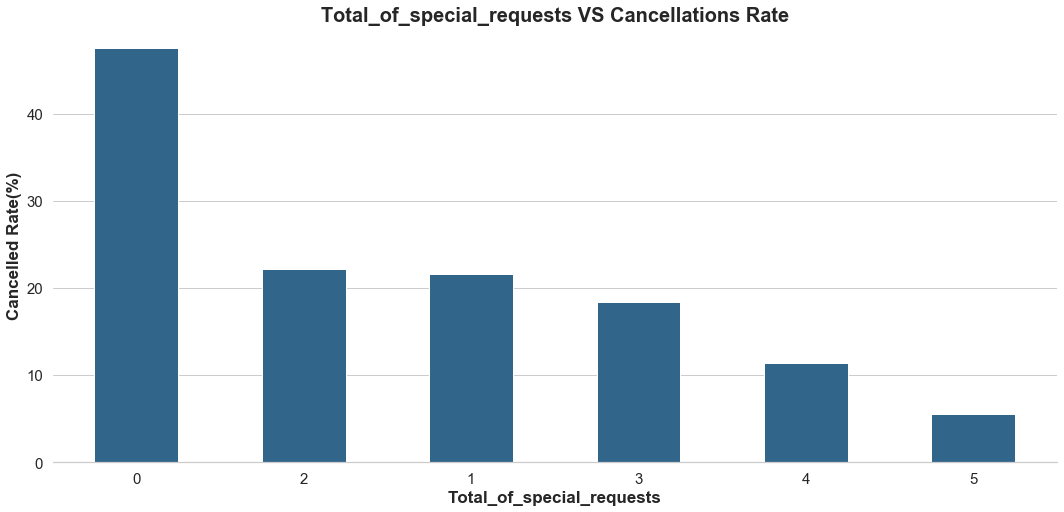 Total_of_special_requests VS Cancellations Rate
Cancelled Rate(%)
40
30
20
10
0
0 2 1 3 4 5
Total_of_special_requests